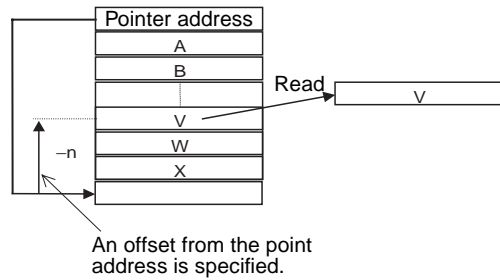 Pointer address
A
B
Read
V
V
–n
W
X
An offset from the point
address is specified.